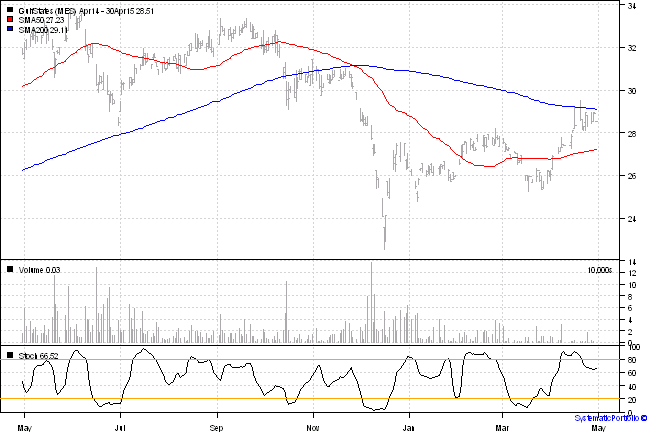 GulfStates (MES) Apr14 - 30Apr15 28.51
SMA50 27.23
SMA200 29.11
34
32
30
28
26
24
Volume 0.03
10,000s
14
12
10
8
6
4
2
0
Stoch 66.52
100
80
60
40
20
0
May Jul Sep Nov Jan Mar May
SystematicPortfolio ©